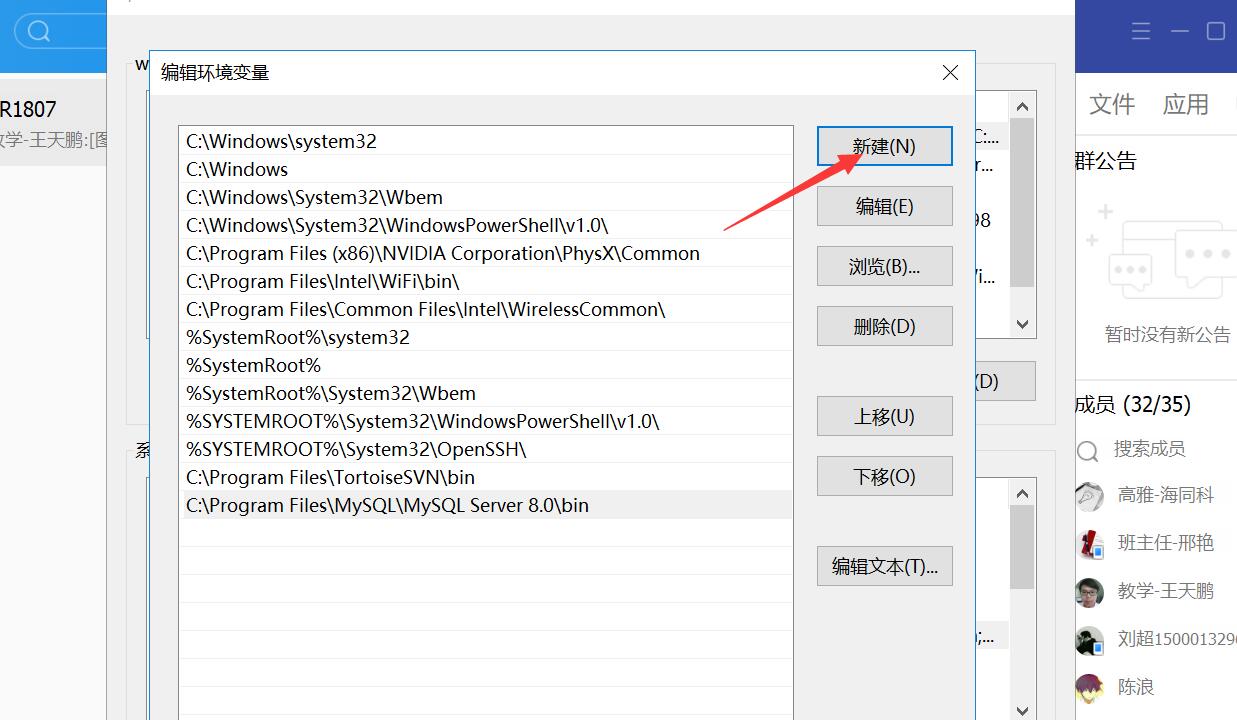 R1807
教学-王天鹏:[图
编辑环境变量
C:\Windows\system32
C:\Windows
C:\Windows\System32\Wbem
C:\Windows\System32\WindowsPowerShell\v1.0\
C:\Program Files (x86)\NVIDIA Corporation\PhysX\Common
C:\Program Files\Intel\WiFi\bin\
C:\Program Files\Common Files\Intel\WirelessCommon\
%SystemRoot%\system32
%SystemRoot%
%SystemRoot%\System32\Wbem
%SYSTEMROOT%\System32\WindowsPowerShell\v1.0\
%SYSTEMROOT%\System32\OpenSSH\
C:\Program Files\TortoiseSVN\bin
C:\Program Files\MySQL\MySQL Server 8.0\bin
新建(N)
编辑(E)
浏览(B)...
删除(D)
上移(U)
下移(O)
编辑文本(T)...
w
系
C:...
r...
98
/i...
(D)
;...
文件 应用
群公告
暂时没有新公告
成员 (32/35)
搜索成员
高雅-海同科
班主任-邢艳
教学-王天鹏
刘超1500013296
陈浪